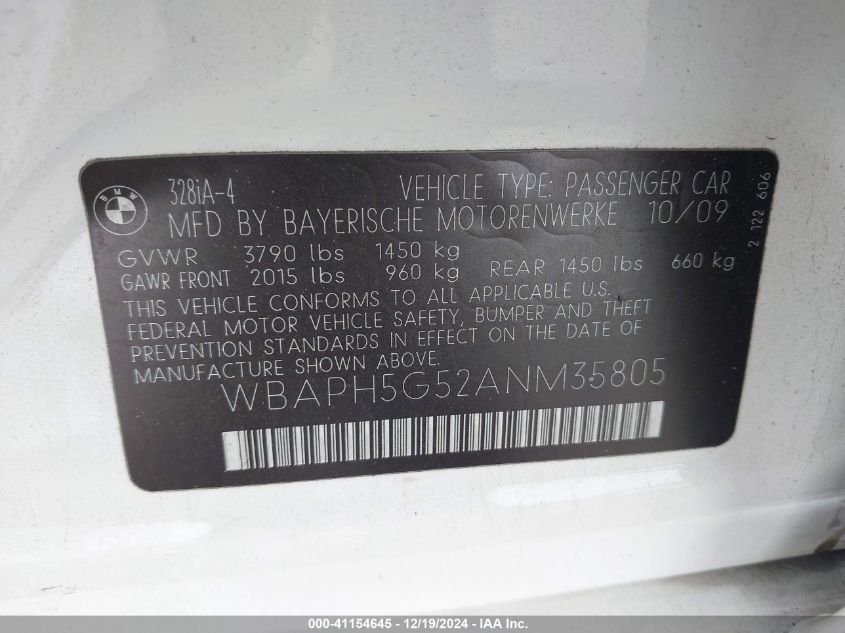 BMW
328iA-4 VEHICLE TYPE: PASSENGER CAR
MFD BY BAYERISCHE MOTORENWERKE 10/09
GVWR 3790 lbs 1450 kg
GAWR FRONT 2015 lbs 960 kg REAR 1450 lbs 660 kg
THIS VEHICLE CONFORMS TO ALL APPLICABLE U.S.
FEDERAL MOTOR VEHICLE SAFETY, BUMPER AND THEFT
PREVENTION STANDARDS IN EFFECT ON THE DATE OF
MANUFACTURE SHOWN ABOVE.
WBAPH5G52ANM35805
2 122 606
000-41154645 - 12/19/2024 - IAA Inc.